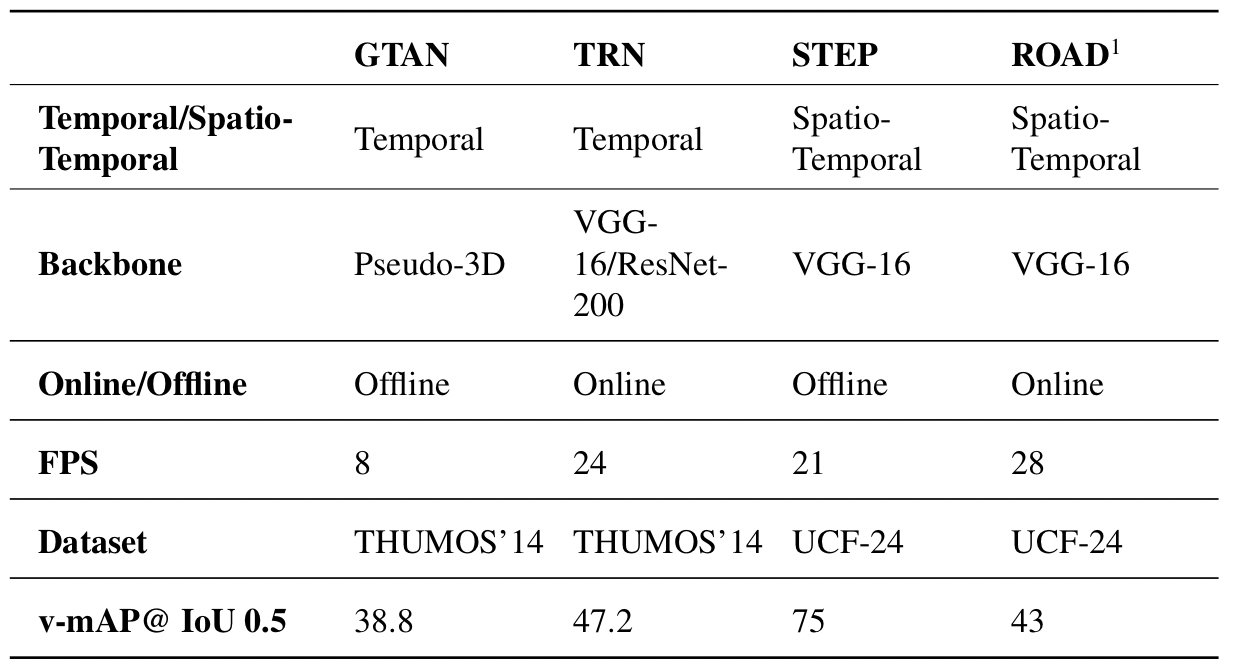 GTAN TRN STEP ROAD¹
Temporal/Spatio-
Temporal
Temporal
Temporal
Spatio-
Temporal
Spatio-
Temporal
Backbone
Pseudo-3D
VGG-
16/ResNet-
200
VGG-16
VGG-16
Online/Offline Offline Online Offline Online
FPS 8 24 21 28
Dataset THUMOS’14 THUMOS’14 UCF-24 UCF-24
v-mAP@ IoU 0.5 38.8 47.2 75 43